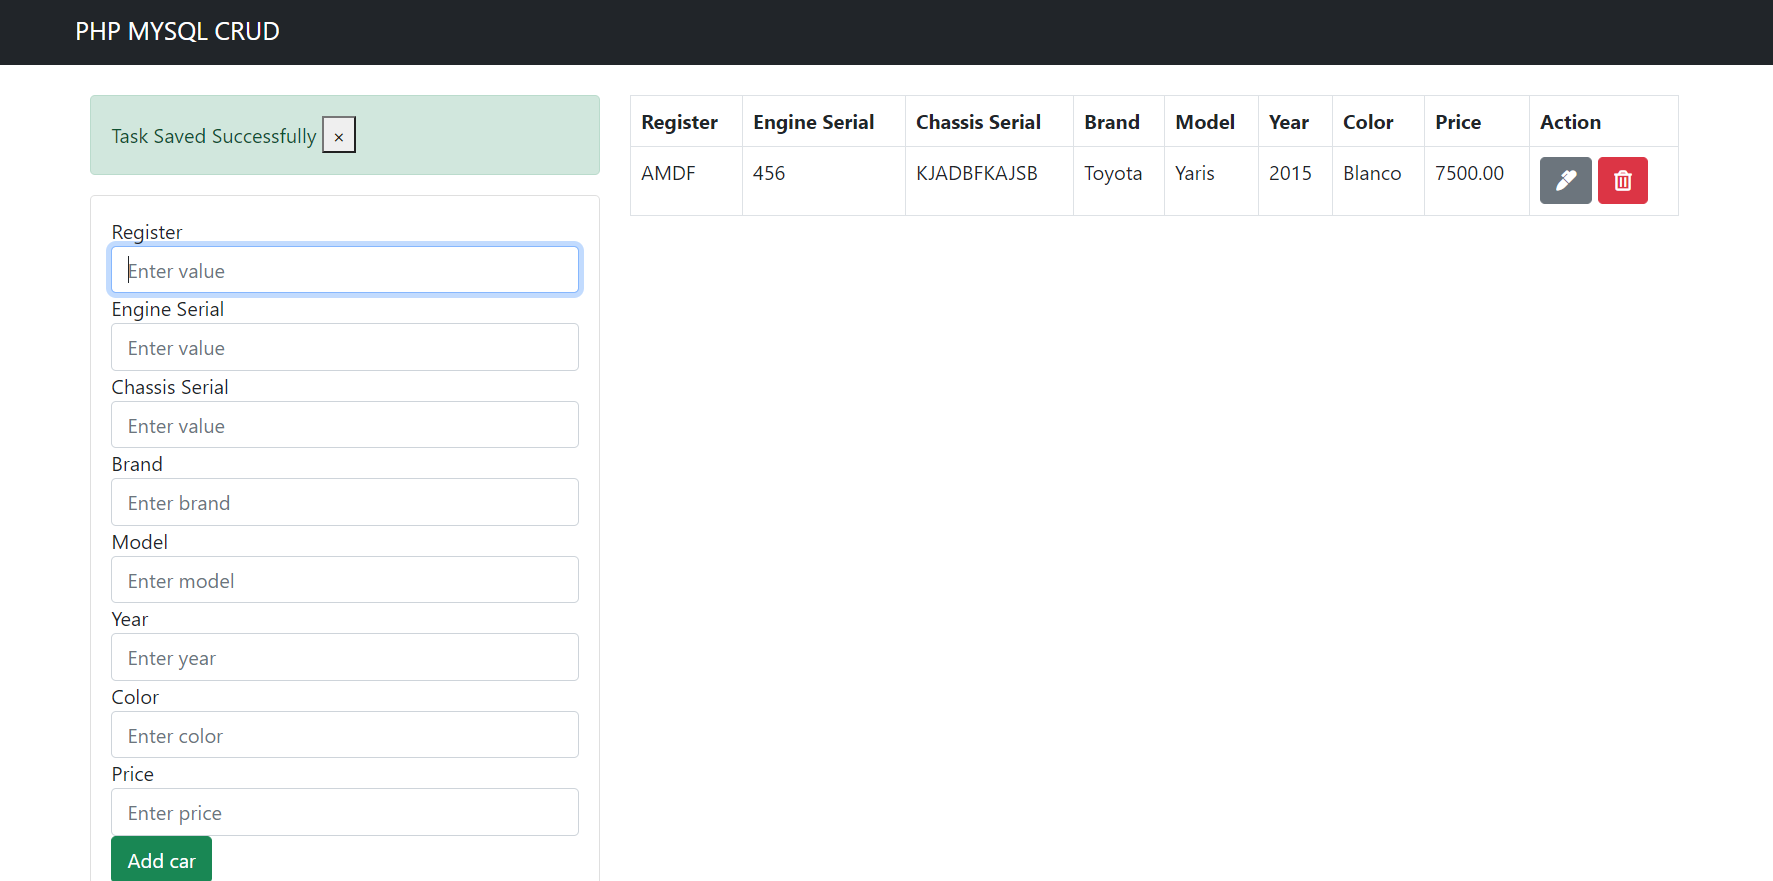 PHP MYSQL CRUD
Task Saved Successfully ×
Register
Enter value
Engine Serial
Enter value
Chassis Serial
Enter value
Brand
Enter brand
Model
Enter model
Year
Enter year
Color
Enter color
Price
Enter price
Add car
Register Engine Serial Chassis Serial Brand Model Year Color Price Action
AMDF 456 KJADBFKAJSB Toyota Yaris 2015 Blanco 7500.00